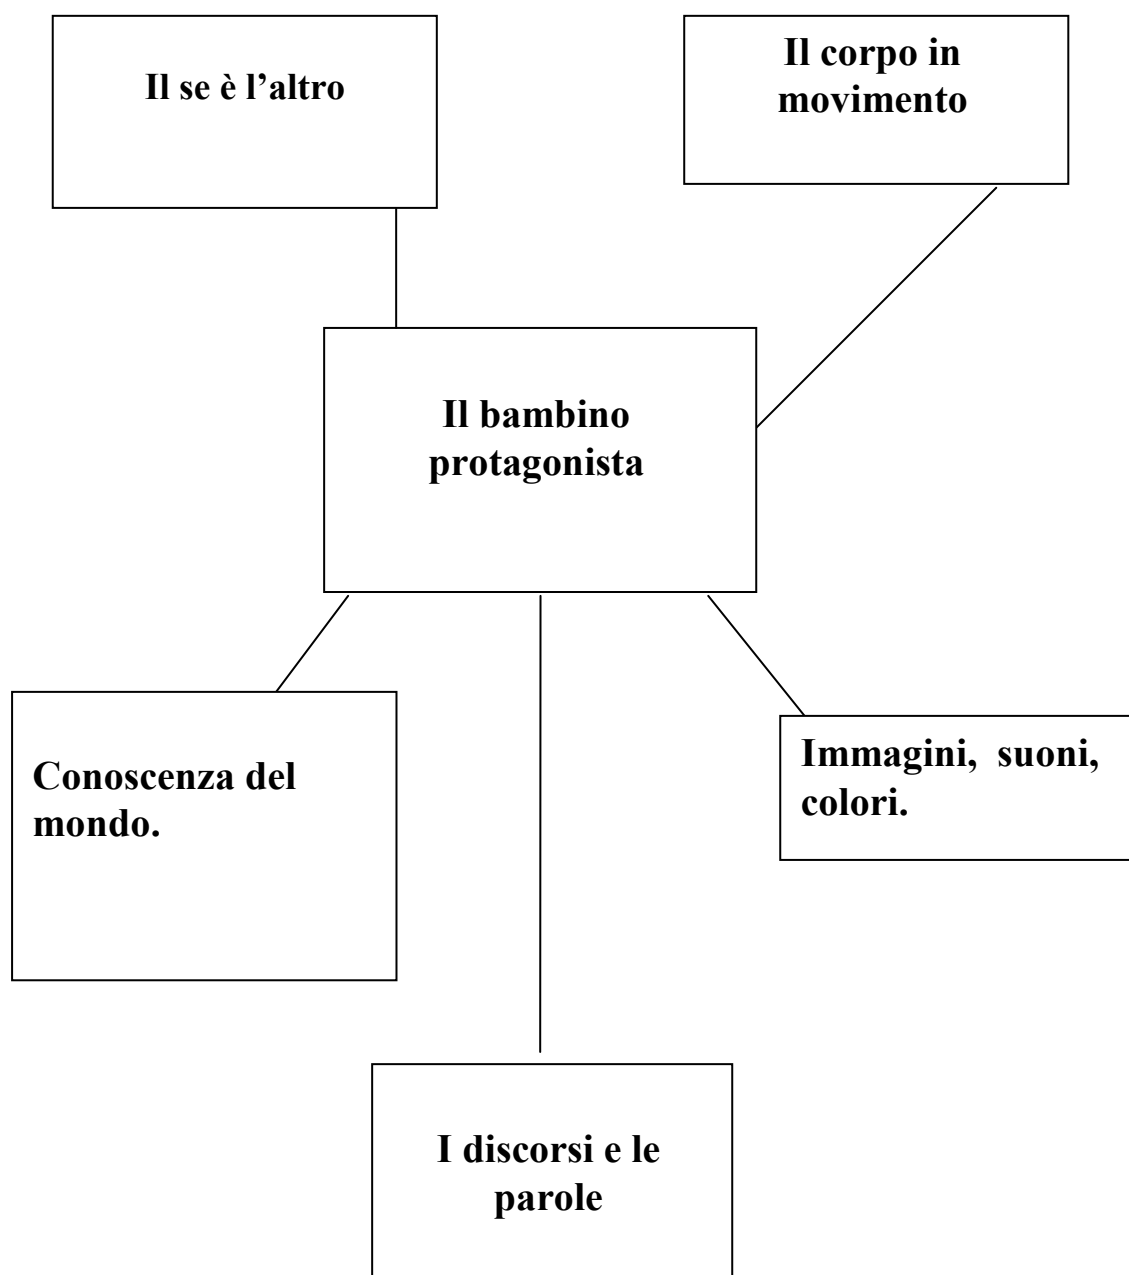 Il se è l’altro
Il corpo in
movimento
Il bambino
protagonista
Conoscenza del
mondo.
Immagini, suoni,
colori.
I discorsi e le
parole